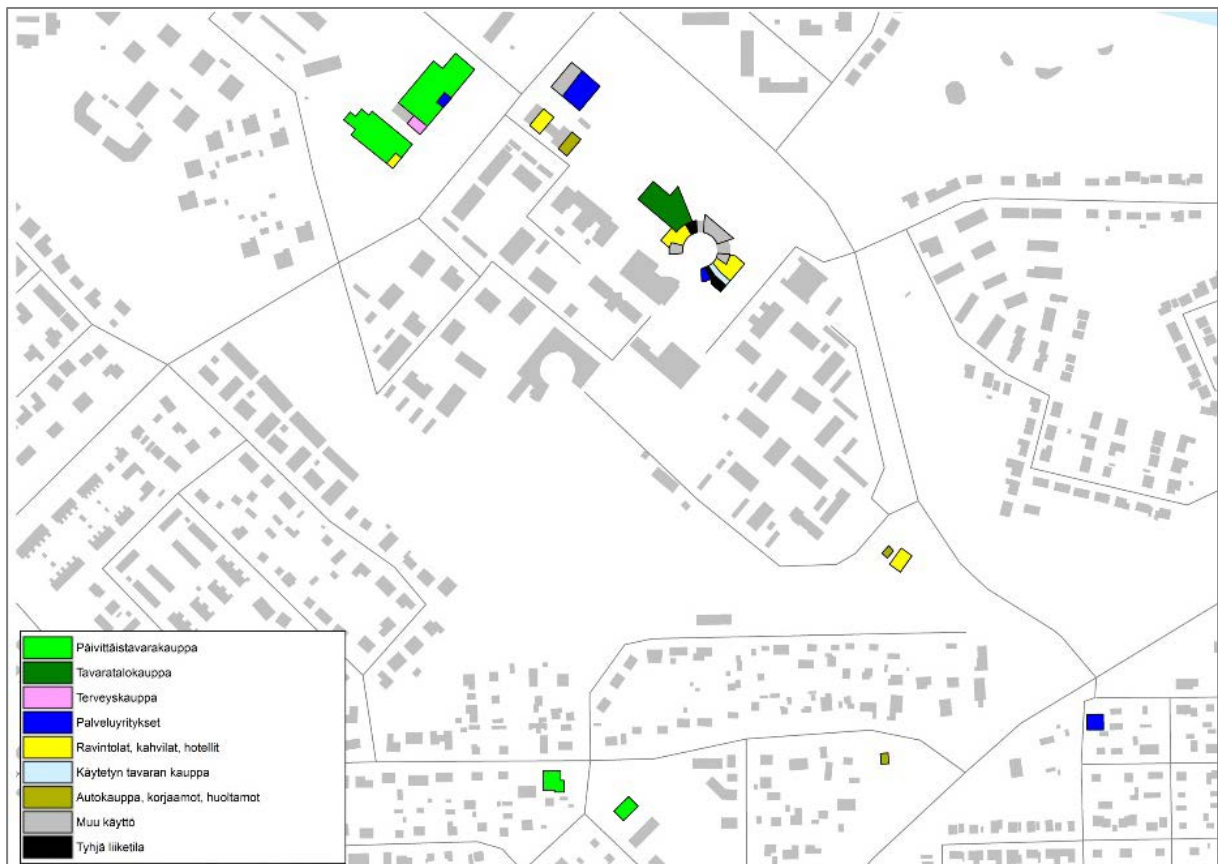 Päivittäistavarakauppa
Tavaratalokauppa
Terveyskauppa
Palveluyritykset
Ravintolat, kahvilat, hotellit
Käytetyn tavaran kauppa
Autokauppa, korjaamot, huoltamot
Muu käyttö
Tyhjä liiketila